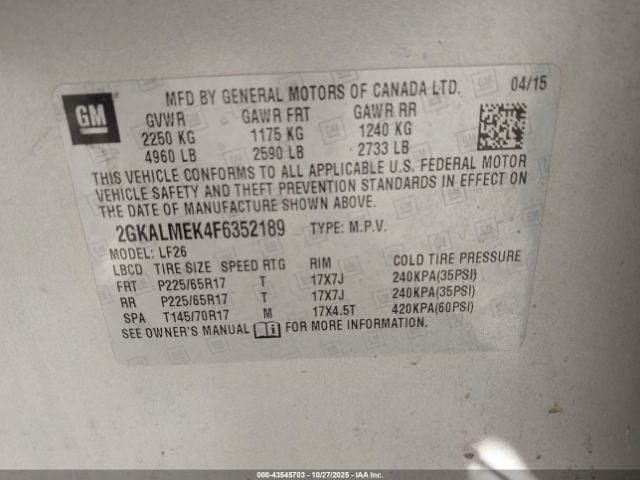 GM
MFD BY GENERAL MOTORS OF CANADA LTD. 04/15
GVWR GAWR FRT GAWR RR
2250 KG 1175 KG 1240 KG
4960 LB 2590 LB 2733 LB
THIS VEHICLE CONFORMS TO ALL APPLICABLE U.S. FEDERAL MOTOR
VEHICLE SAFETY AND THEFT PREVENTION STANDARDS IN EFFECT ON
THE DATE OF MANUFACTURE SHOWN ABOVE.
2GKALMEK4F6352189 TYPE: M.P.V.
MODEL: LF26
LBCD TIRE SIZE SPEED RTG RIM COLD TIRE PRESSURE
FRT P225/65R17 T 17X7J 240KPA(35PSI)
RR P225/65R17 T 17X7J 240KPA(35PSI)
SPA T145/70R17 M 17X4.5T 420KPA(60PSI)
SEE OWNER'S MANUAL FOR MORE INFORMATION.
000-43545703 - 10/27/2025 - IAA Inc.